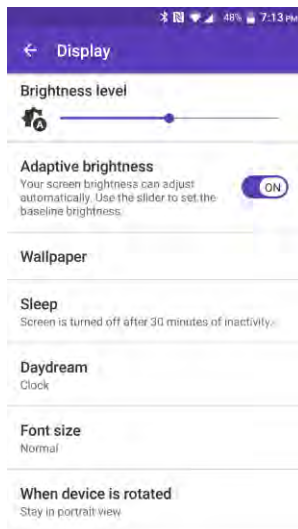 48% 7:13 PM
Display
Brightness level
A
Adaptive brightness
Your screen brightness can adjust
automatically. Use the slider to set the
baseline brightness.
ON
Wallpaper
Sleep
Screen is turned off after 30 minutes of inactivity.
Daydream
Clock
Font size
Normal
When device is rotated
Stay in portrait view